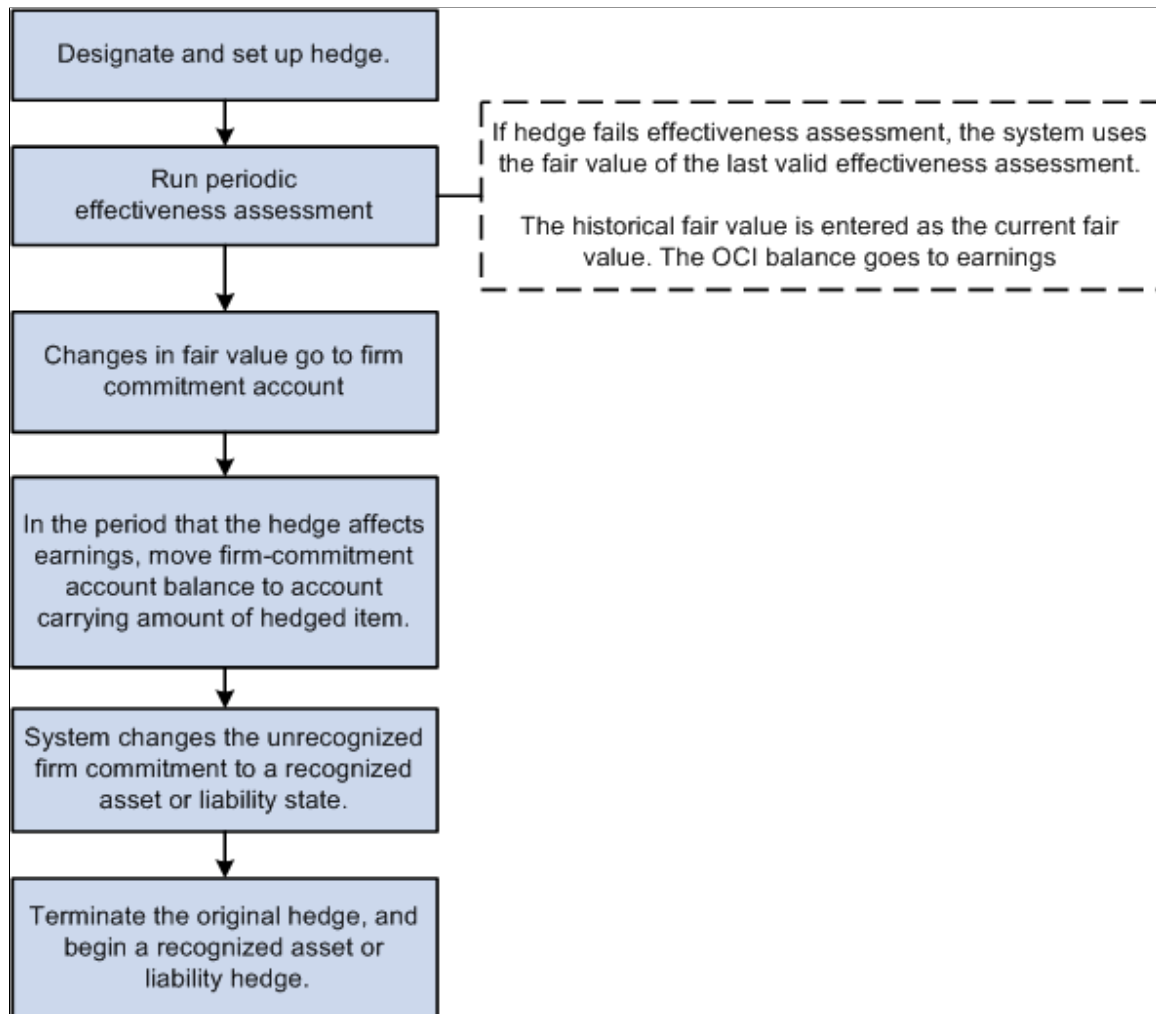 Designate and set up hedge.
Run periodic
effectiveness assessment
If hedge fails effectiveness assessment, the system uses
the fair value of the last valid effectiveness assessment.
The historical fair value is entered as the current fair
value. The OCI balance goes to earnings
Changes in fair value go to firm
commitment account
In the period that the hedge affects
earnings, move firm-commitment
account balance to account
carrying amount of hedged item.
System changes the unrecognized
firm commitment to a recognized
asset or liability state.
Terminate the original hedge, and
begin a recognized asset or
liability hedge.